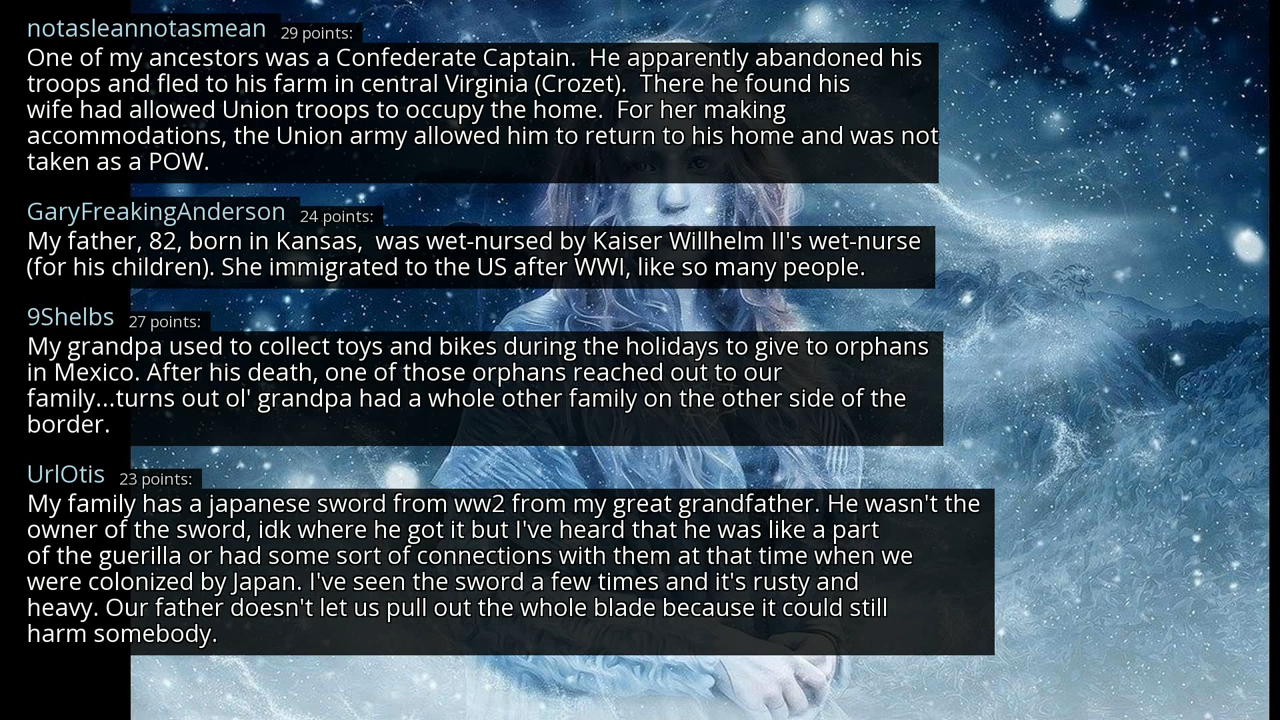 notasleannotasmean 29 points:
One of my ancestors was a Confederate Captain.  He apparently abandoned his
troops and fled to his farm in central Virginia (Crozet).  There he found his
wife had allowed Union troops to occupy the home.  For her making
accommodations, the Union army allowed him to return to his home and was not
taken as a POW.
GaryFreakingAnderson 24 points:
My father, 82, born in Kansas,  was wet-nursed by Kaiser Willhelm II's wet-nurse
(for his children). She immigrated to the US after WWI, like so many people.
9Shelbs 27 points:
My grandpa used to collect toys and bikes during the holidays to give to orphans
in Mexico. After his death, one of those orphans reached out to our
family...turns out ol' grandpa had a whole other family on the other side of the
border.
UrlOtis 23 points:
My family has a japanese sword from ww2 from my great grandfather. He wasn't the
owner of the sword, idk where he got it but I've heard that he was like a part
of the guerilla or had some sort of connections with them at that time when we
were colonized by Japan. I've seen the sword a few times and it's rusty and
heavy. Our father doesn't let us pull out the whole blade because it could still
harm somebody.